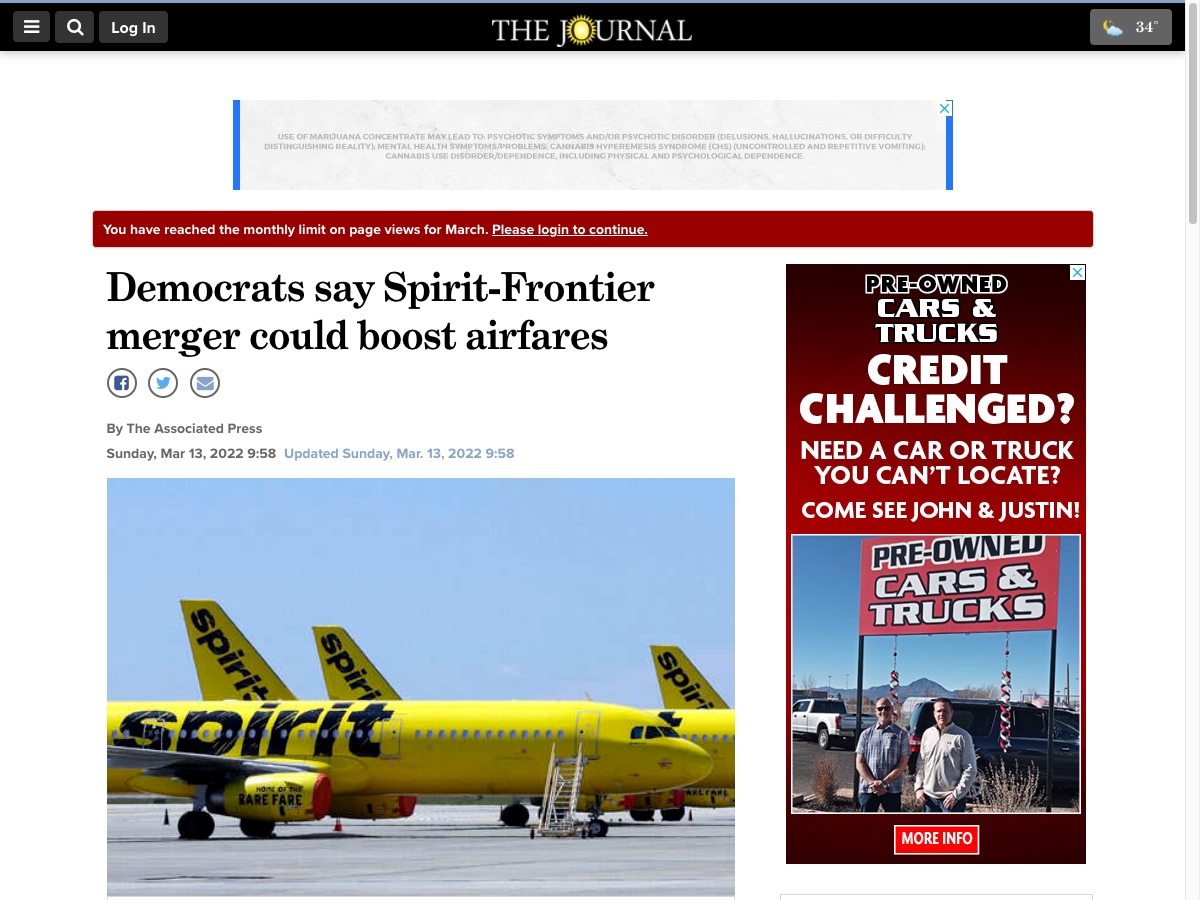 Log In
THE JOURNAL
34°
USE OF MARIJUANA CONCENTRATE MAY LEAD TO: PSYCHOTIC SYMPTOMS AND/OR PSYCHOTIC DISORDER (DELUSIONS, HALLUCINATIONS, OR DIFFICULTY
DISTINGUISHING REALITY); MENTAL HEALTH SYMPTOMS/PROBLEMS; CANNABIS HYPEREMESIS SYNDROME (CHS) (UNCONTROLLED AND REPETITIVE VOMITING);
CANNABIS USE DISORDER/DEPENDENCE, INCLUDING PHYSICAL AND PSYCHOLOGICAL DEPENDENCE.
You have reached the monthly limit on page views for March. Please login to continue.
Democrats say Spirit-Frontier
merger could boost airfares
By The Associated Press
Sunday, Mar 13, 2022 9:58 Updated Sunday, Mar. 13, 2022 9:58
spirit
spirit
spirit
spirit
HOME OF THE
BARE FARE
BARE FARE
PRE-OWNED
CARS &
TRUCKS
CREDIT
CHALLENGED?
NEED A CAR OR TRUCK
YOU CAN'T LOCATE?
COME SEE JOHN & JUSTIN!
PRE-OWNED
CARS &
TRUCKS
MORE INFO